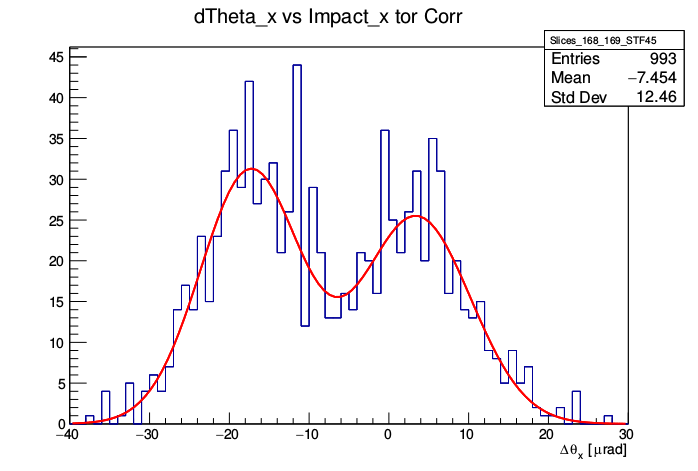 dTheta_x vs Impact_x tor Corr
Slices_168_169_STF45
Entries 993
Mean −7.454
Std Dev 12.46
45
40
35
30
25
20
15
10
5
0
−40 −30 −20 −10 0 10 20 30
Δθx [μrad]